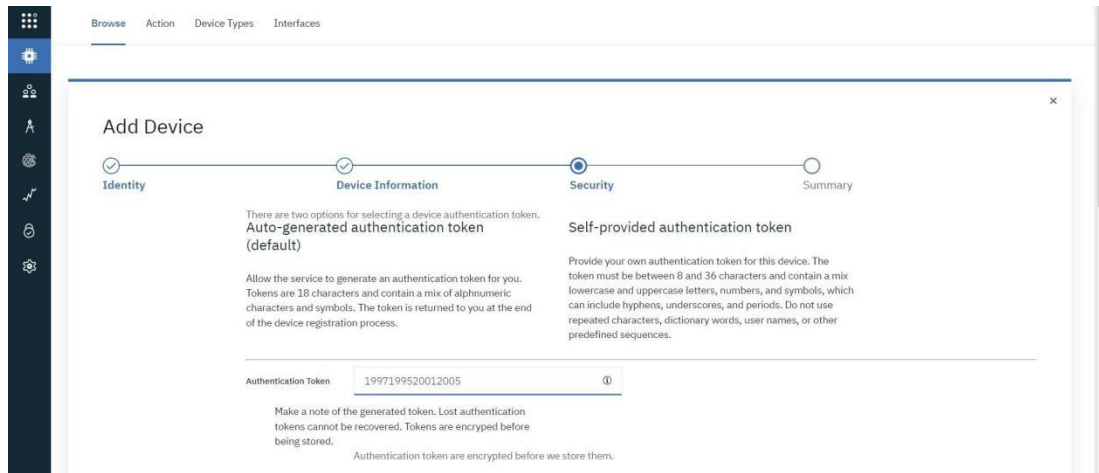 Browse Action Device Types Interfaces
Add Device
Identity Device Information Security Summary
There are two options for selecting a device authentication token.
Auto-generated authentication token
(default)
Allow the service to generate an authentication token for you.
Tokens are 18 characters and contain a mix of alphnumeric
characters and symbols. The token is returned to you at the end
of the device registration process.
Self-provided authentication token
Provide your own authentication token for this device. The
token must be between 8 and 36 characters and contain a mix
lowercase and uppercase letters, numbers, and symbols, which
can include hyphens, underscores, and periods. Do not use
repeated characters, dictionary words, user names, or other
predefined sequences.
Authentication Token 1997199520012005
Make a note of the generated token. Lost authentication
tokens cannot be recovered. Tokens are encryped before
being stored.
Authentication token are encrypted before we store them.